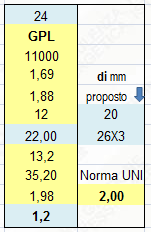 24
GPL
11000
1,69 di mm
1,88 proposto
12 20
22,00 26X3
13,2
35,20 Norma UNI
1,98 2,00
1,2